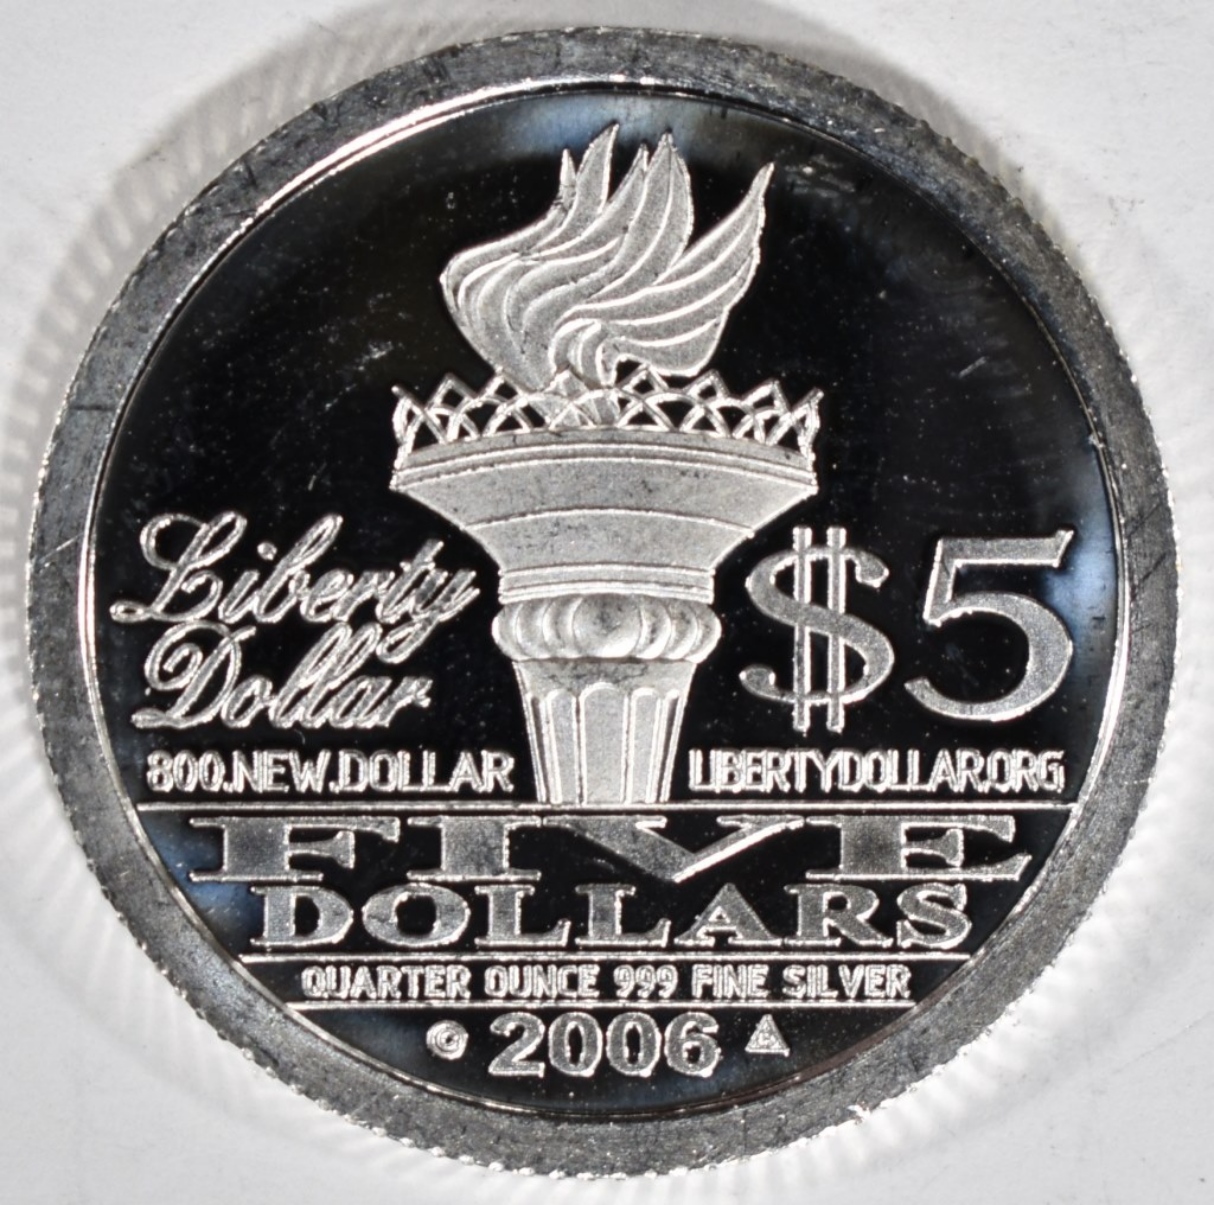 Liberty
Dollar
$5
800.NEW.DOLLAR
LIBERTYDOLLAR.ORG
FIVE
DOLLARS
QUARTER OUNCE 999 FINE SILVER
© 2006